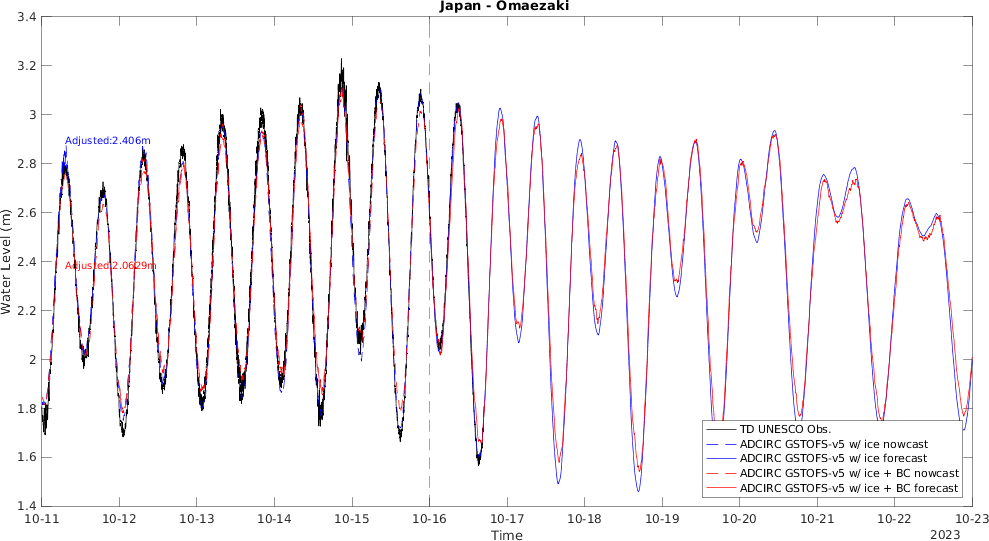 Japan - Omaezaki
3.4
3.2
3
2.8
2.6
2.4
2.2
2
1.8
1.6
1.4
Water Level (m)
Adjusted:2.406m
Adjusted:2.0629m
TD UNESCO Obs.
ADCIRC GSTOFS-v5 w/ ice nowcast
ADCIRC GSTOFS-v5 w/ ice forecast
ADCIRC GSTOFS-v5 w/ ice + BC nowcast
ADCIRC GSTOFS-v5 w/ ice + BC forecast
10-11 10-12 10-13 10-14 10-15 10-16 10-17 10-18 10-19 10-20 10-21 10-22 10-23
Time
2023